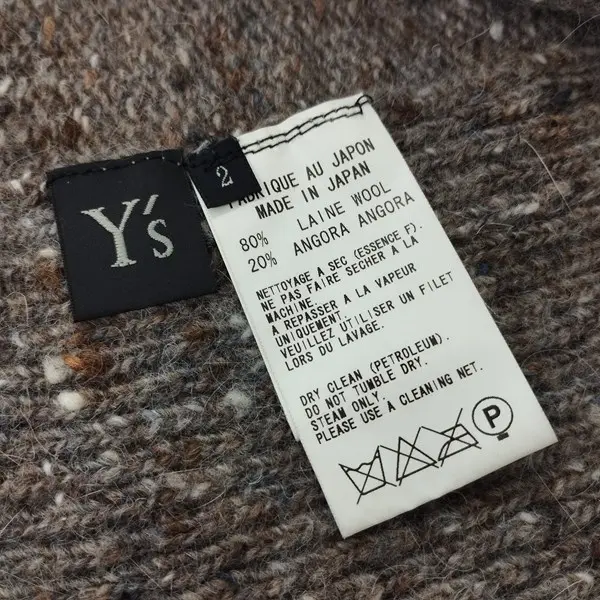 Y's
2
FABRIQUE AU JAPON
MADE IN JAPAN
80% LAINE WOOL
20% ANGORA ANGORA
NETTOYAGE A SEC (ESSENCE F).
NE PAS FAIRE SECHER A LA
MACHINE.
A REPASSER A LA VAPEUR
UNIQUEMENT.
VEUILLEZ UTILISER UN FILET
LORS DU LAVAGE.
DRY CLEAN (PETROLEUM).
DO NOT TUMBLE DRY.
STEAM ONLY.
PLEASE USE A CLEANING NET.
P